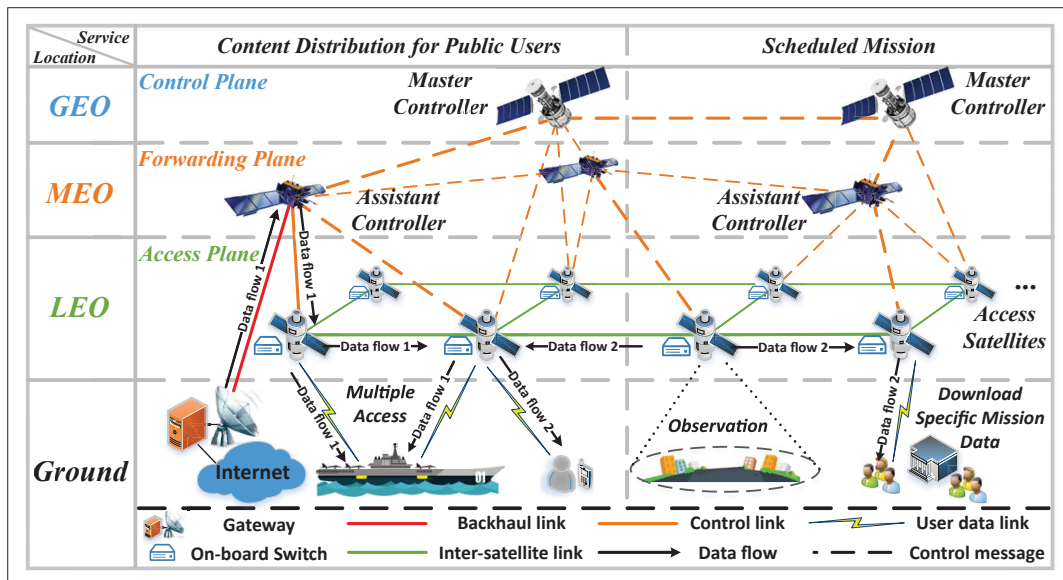 Service
Location
Content Distribution for Public Users
Scheduled Mission
GEO
Control Plane
Master
Controller
Master
Controller
MEO
Forwarding Plane
Assistant
Controller
Assistant
Controller
LEO
Access Plane
Data flow 1
Data flow 1
Data flow 1
Data flow 2
Data flow 2
...
Access
Satellites
Ground
Internet
Data flow 1
Multiple
Access
Data flow 1
Data flow 2
01
Observation
Data flow 2
Download
Specific Mission
Data
Gateway
Backhaul link
Control link
User data link
On-board Switch
Inter-satellite link
Data flow
Control message